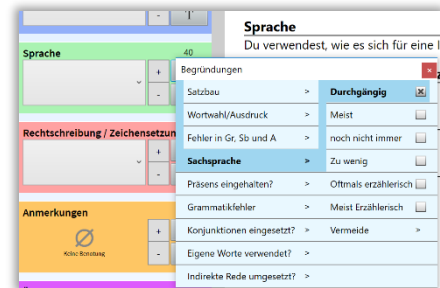 - T
Sprache
Du verwendest, wie es sich für eine
Sprache
40
+
-
Begründungen
×
Satzbau >
Durchgängig
Wortwahl/Ausdruck >
Meist
Fehler in Gr, Sb und A >
noch nicht immer
Sachsprache >
Zu wenig
Präsens eingehalten? >
Oftmals erzählerisch
Grammatikfehler >
Meist Erzählerisch
Konjunktionen eingesetzt? >
Vermeide >
Eigene Worte verwendet? >
Indirekte Rede umgesetzt? >
Rechtschreibung / Zeichensetzun
+
-
Anmerkungen
Keine Benotung
+
-